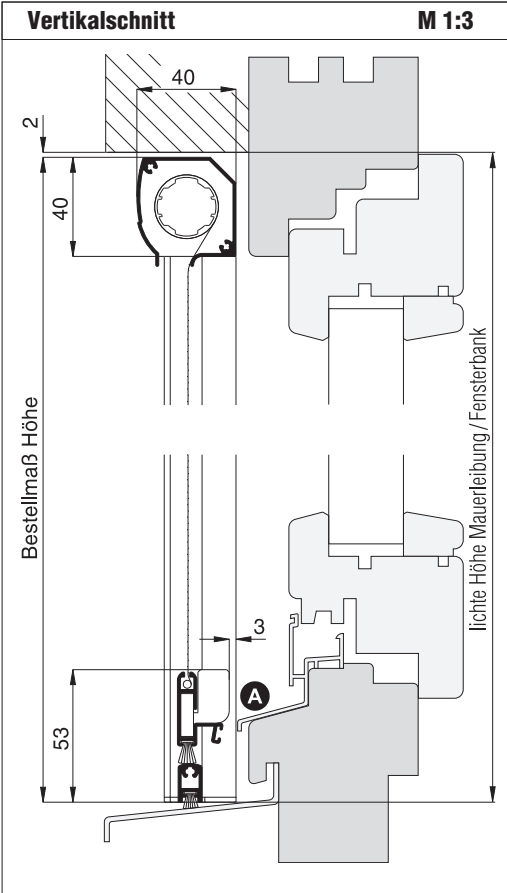 Vertikalschnitt M 1:3
40
2
40
Bestellmaß Höhe
lichte Höhe Mauerleibung / Fensterbank
3
A
53